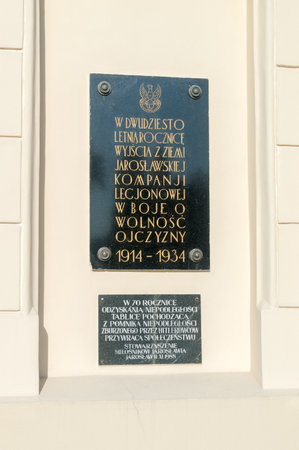 W DWUDZIESTO
LETNIĄ ROCZNICĘ
WYJŚCIA Z ZIEMI
JAROSŁAWSKIEJ
KOMPANJI
LEGJONOWEJ
W BOJE O
WOLNOŚĆ
OJCZYZNY
1914 - 1934
W 70 ROCZNICĘ
ODZYSKANIA NIEPODLEGŁOŚCI
TABLICĘ POCHODZĄCĄ
Z POMNIKA NIEPODLEGŁOŚCI
ZBURZONEGO PRZEZ HITLEROWCÓW
PRZYWRACA SPOŁECZEŃSTWU
STOWARZYSZENIE
MIŁOŚNIKÓW JAROSŁAWIA
JAROSŁAW 11 XI 1988